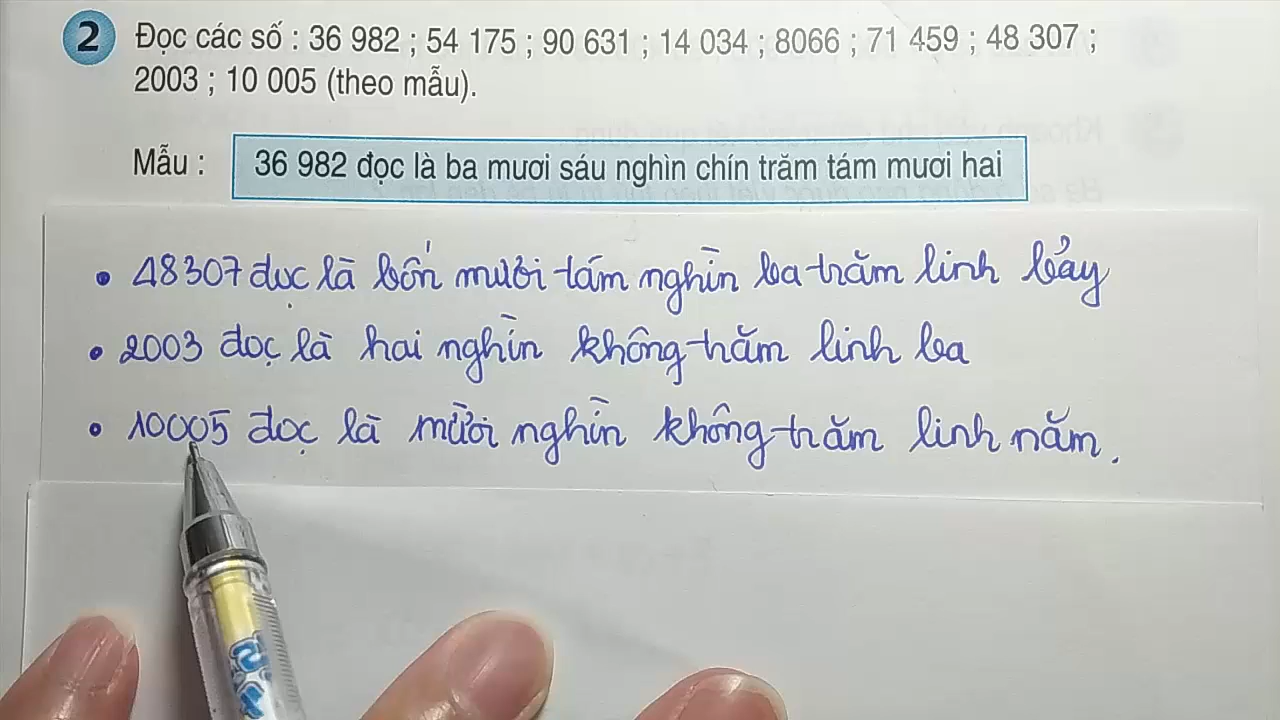 2 Đọc các số : 36 982 ; 54 175 ; 90 631 ; 14 034 ; 8066 ; 71 459 ; 48 307 ;
2003 ; 10 005 (theo mẫu).
Mẫu : 36 982 đọc là ba mươi sáu nghìn chín trăm tám mươi hai
• 48307 đọc là bốn mươi tám nghìn ba trăm linh bảy
• 2003 đọc là hai nghìn không trăm linh ba
• 10005 đọc là mười nghìn không trăm linh năm.